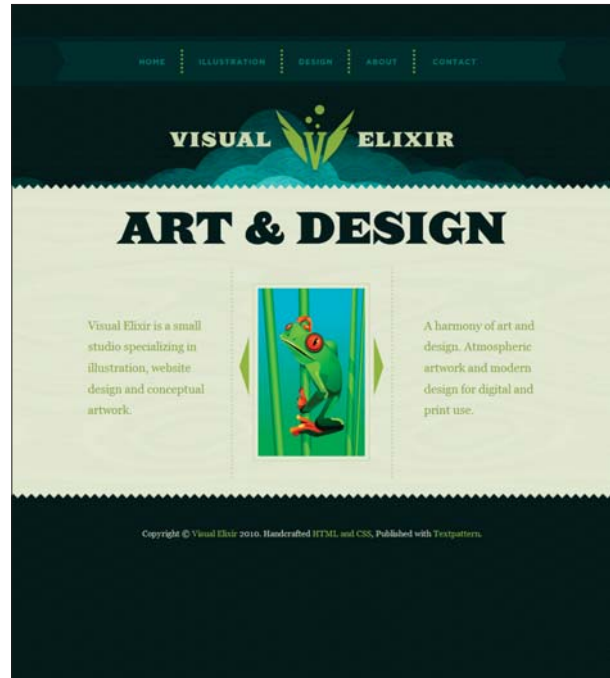 HOME ILLUSTRATION DESIGN ABOUT CONTACT
VISUAL V ELIXIR
ART & DESIGN
Visual Elixir is a small
studio specializing in
illustration, website
design and conceptual
artwork.
A harmony of art and
design. Atmospheric
artwork and modern
design for digital and
print use.
Copyright © Visual Elixir 2010. Handcrafted HTML and CSS, Published with Textpattern.